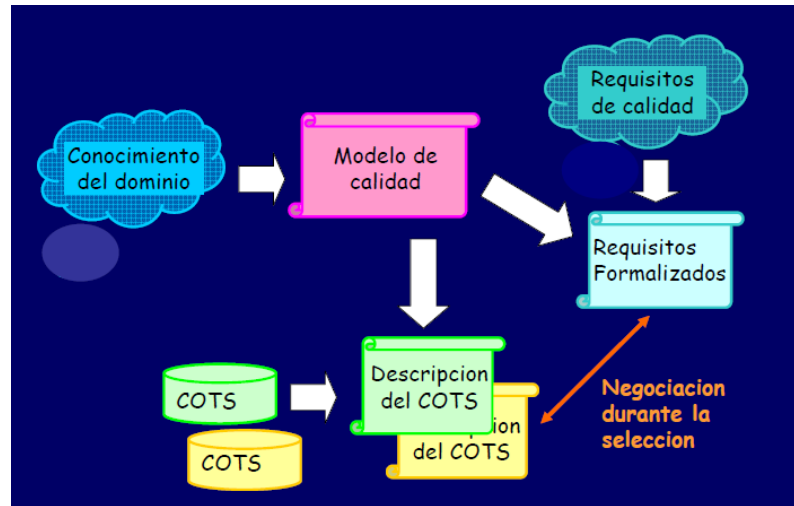 Requisitos
de calidad
Conocimiento
del dominio
Modelo de
calidad
Requisitos
Formalizados
Descripcion
del COTS
COTS
COTS
pcion
del COTS
Negociacion
durante la
seleccion